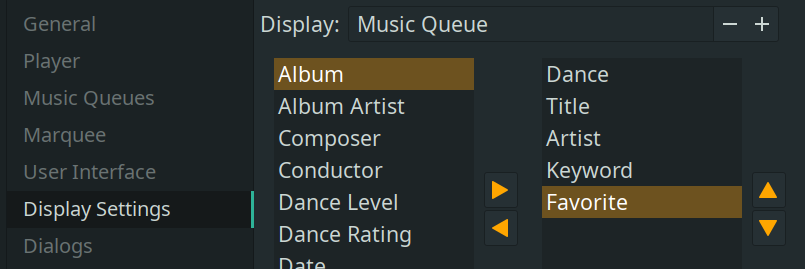 General
Player
Music Queues
Marquee
User Interface
Display Settings
Dialogs
Display: Music Queue − +
Album
Album Artist
Composer
Conductor
Dance Level
Dance Rating
Date
Dance
Title
Artist
Keyword
Favorite